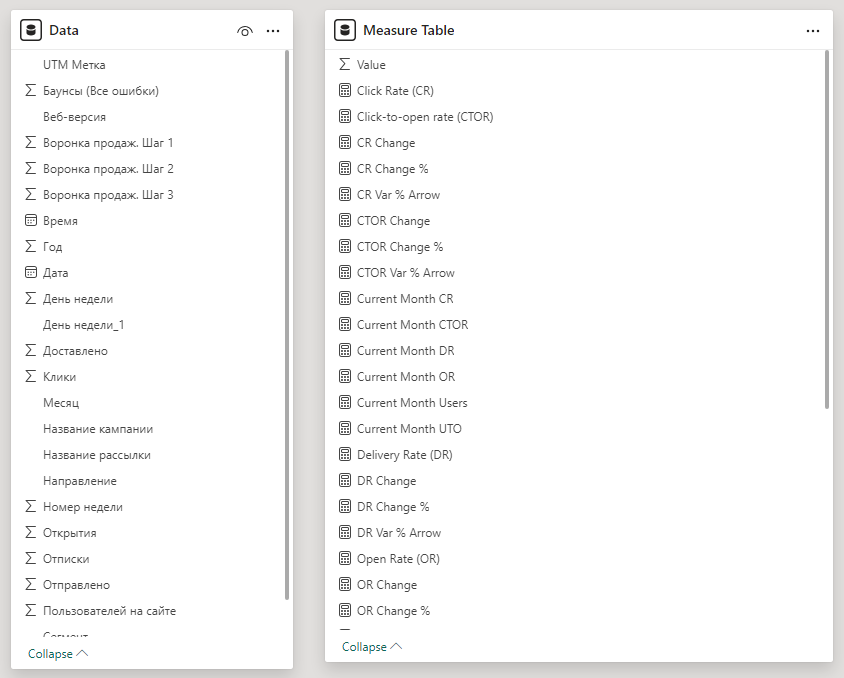 Data
UTM Метка
Баунсы (Все ошибки)
Веб-версия
Воронка продаж. Шаг 1
Воронка продаж. Шаг 2
Воронка продаж. Шаг 3
Время
Год
Дата
День недели
День недели_1
Доставлено
Клики
Месяц
Название кампании
Название рассылки
Направление
Номер недели
Открытия
Отписки
Отправлено
Пользователей на сайте
Сегмент
Collapse
Measure Table
Value
Click Rate (CR)
Click-to-open rate (CTOR)
CR Change
CR Change %
CR Var % Arrow
CTOR Change
CTOR Change %
CTOR Var % Arrow
Current Month CR
Current Month CTOR
Current Month DR
Current Month OR
Current Month Users
Current Month UTO
Delivery Rate (DR)
DR Change
DR Change %
DR Var % Arrow
Open Rate (OR)
OR Change
OR Change %
Collapse